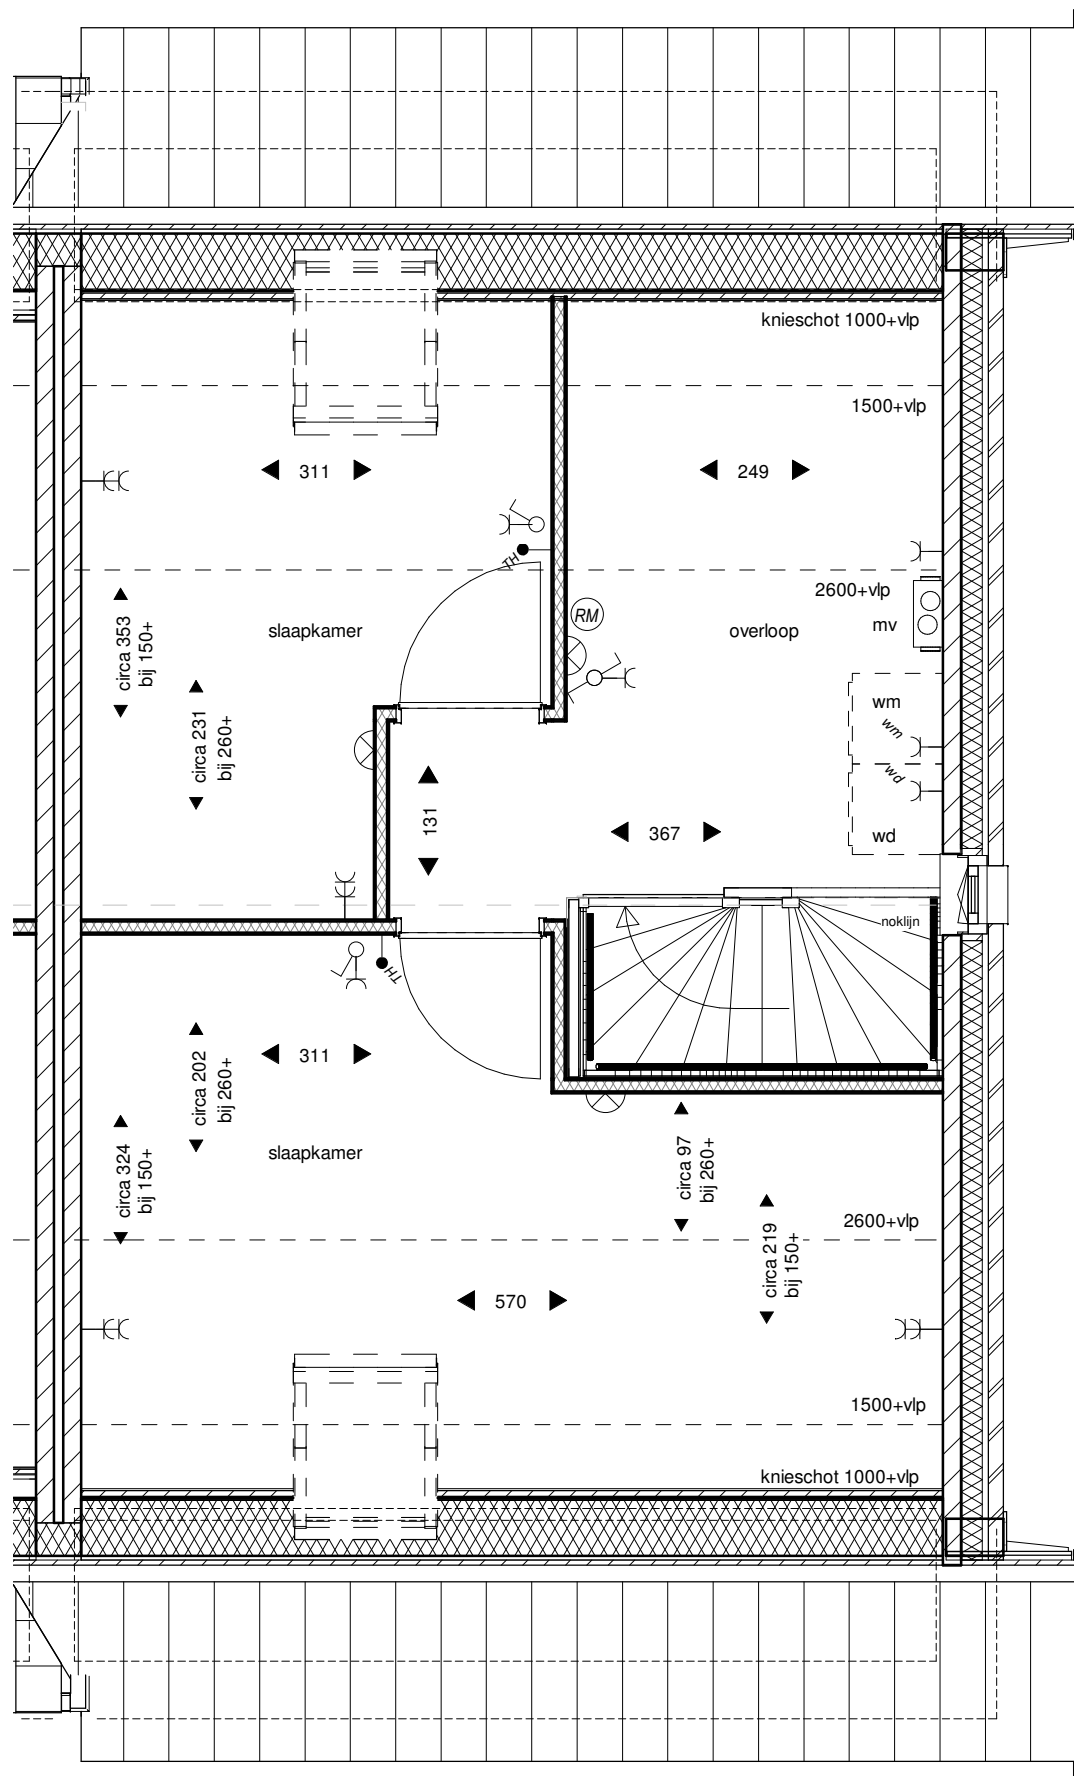 knieschot 1000+vlp
1500+vlp
311
249
TH
2600+vlp
RM
mv
slaapkamer
overloop
circa 353
bij 150+
circa 231
bij 260+
wm
wm
wd
wd
131
367
noklijn
TH
311
circa 202
bij 260+
slaapkamer
circa 324
bij 150+
circa 97
bij 260+
2600+vlp
circa 219
bij 150+
570
1500+vlp
knieschot 1000+vlp